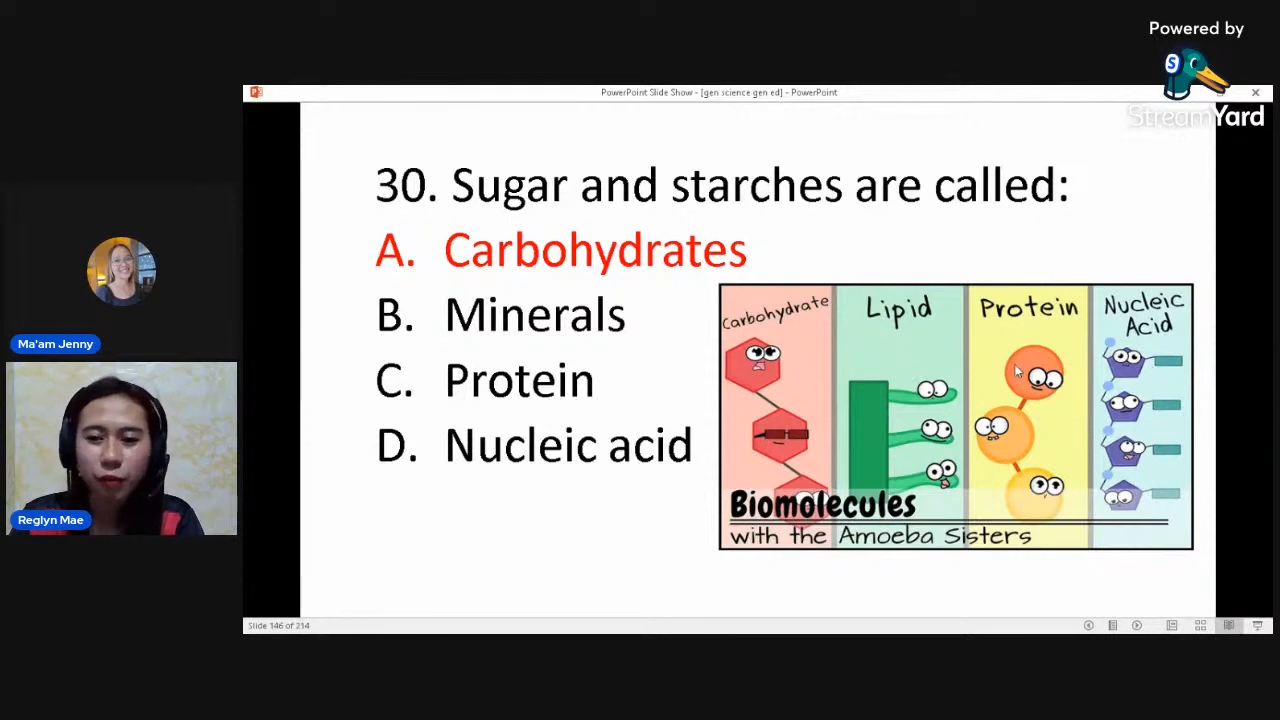 Powered by
StreamYard
PowerPoint Slide Show - [gen science gen ed] - PowerPoint
30. Sugar and starches are called:
A. Carbohydrates
B. Minerals
C. Protein
D. Nucleic acid
Carbohydrate
Lipid
Protein
Nucleic
Acid
Biomolecules
with the Amoeba Sisters
Ma'am Jenny
Reglyn Mae
Slide 146 of 214